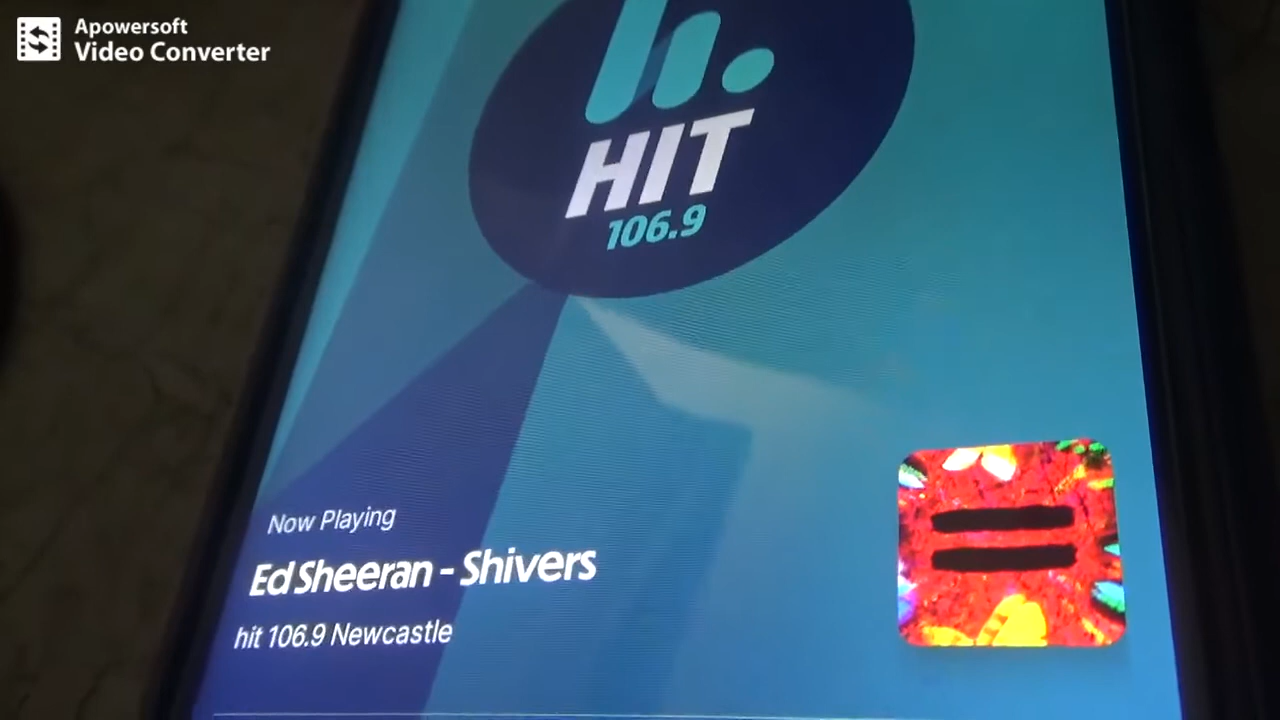 Apowersoft
Video Converter
HIT
106.9
Now Playing
Ed Sheeran - Shivers
hit 106.9 Newcastle